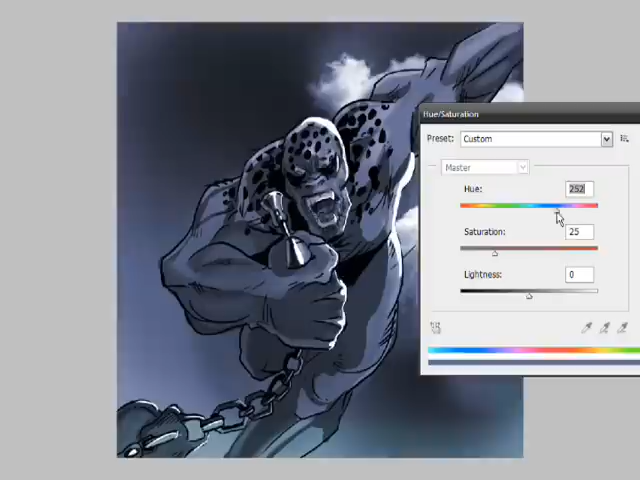 Hue/Saturation
Preset: Custom
Master
Hue: 252
Saturation: 25
Lightness: 0